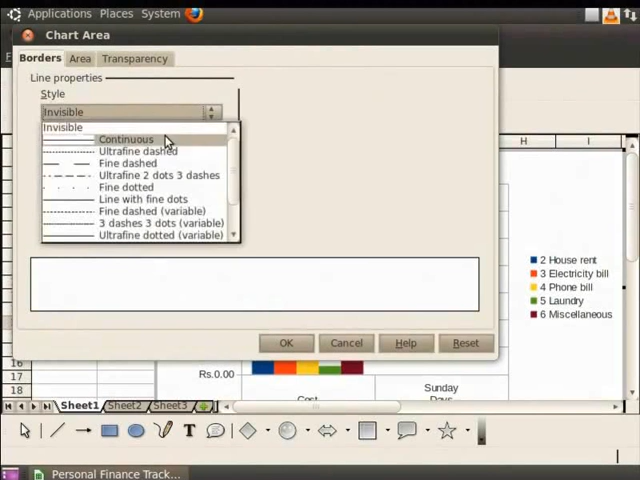 Applications Places System
Chart Area
Borders Area Transparency
Line properties
Style
Invisible
Invisible
Continuous
Ultrafine dashed
Fine dashed
Ultrafine 2 dots 3 dashes
Fine dotted
Line with fine dots
Fine dashed (variable)
3 dashes 3 dots (variable)
Ultrafine dotted (variable)
H I
2 House rent
3 Electricity bill
4 Phone bill
5 Laundry
6 Miscellaneous
OK Cancel Help Reset
16
17
18
Rs.0.00
Sunday
Days
Cost
Sheet1 Sheet2 Sheet3
T
Personal Finance Track...